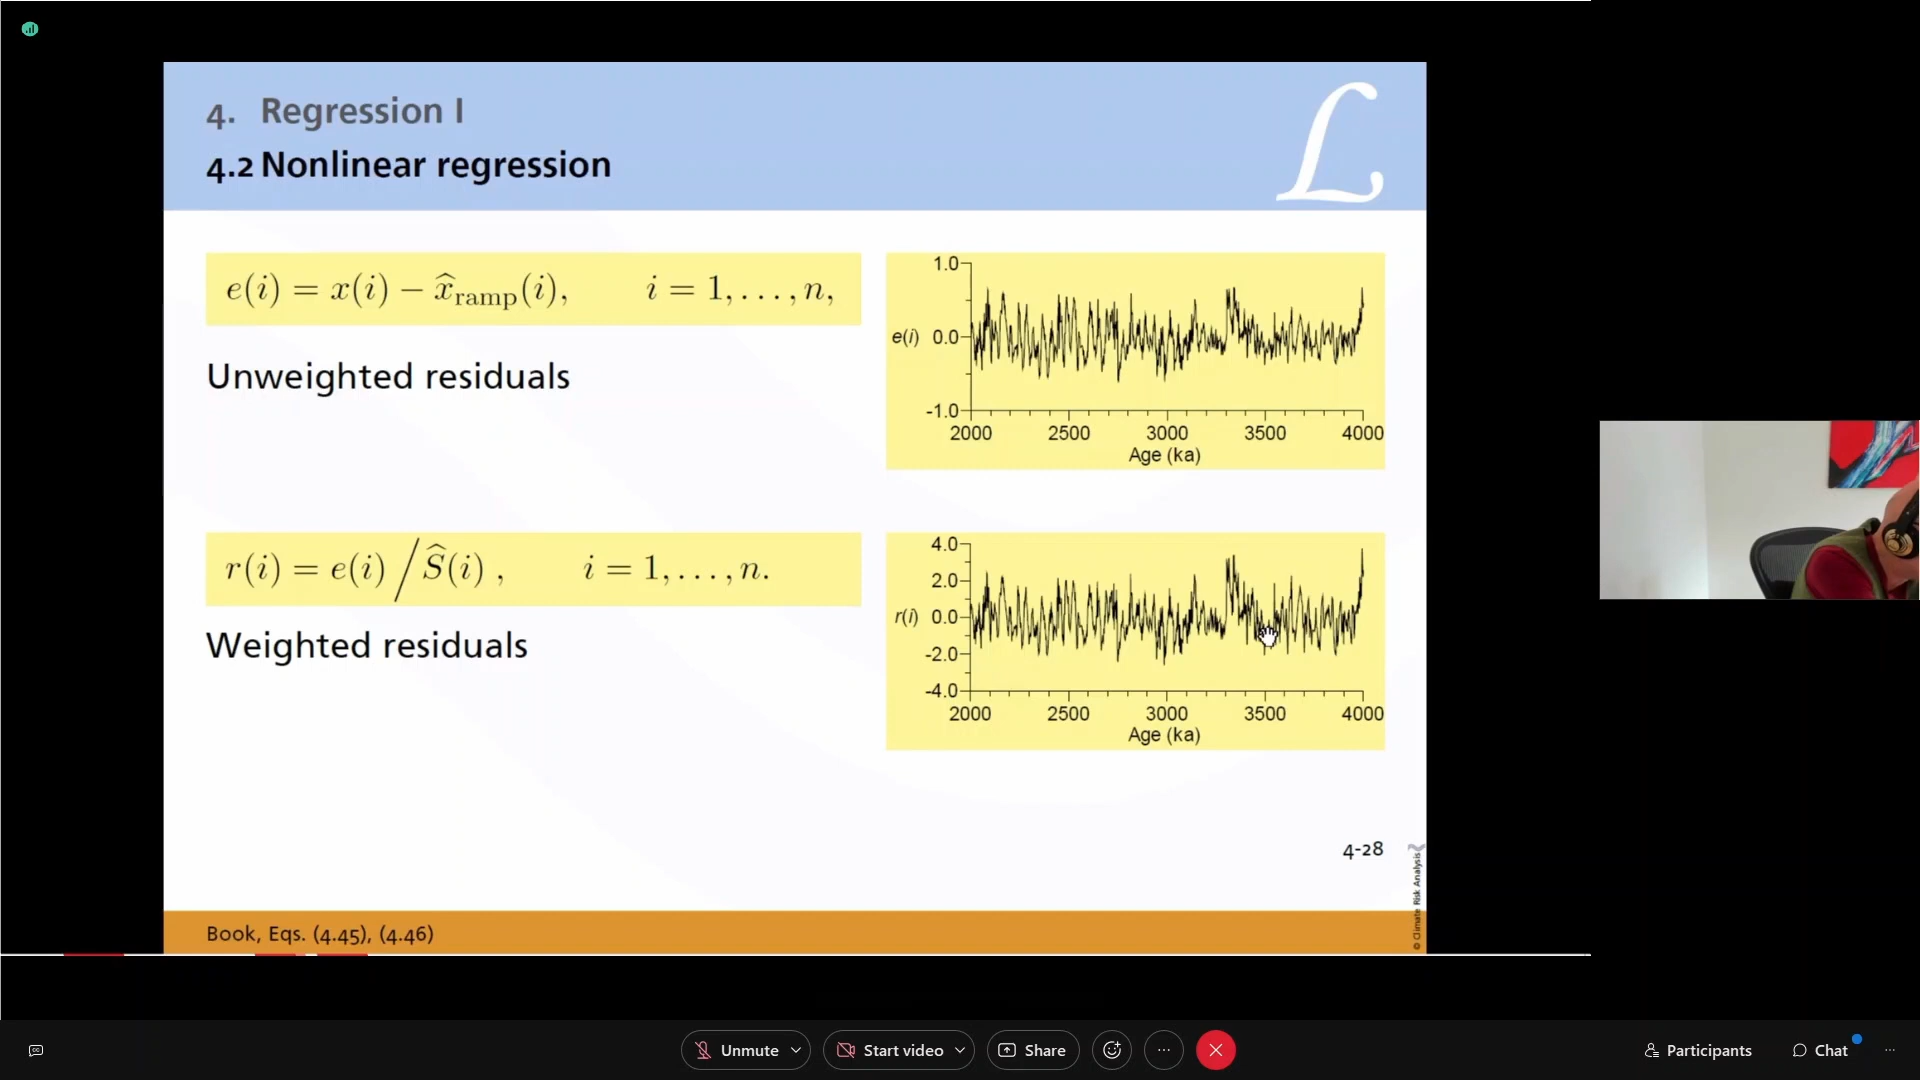 4. Regression I
4.2 Nonlinear regression
L
e(i) = x(i) − x̂ramp(i), i = 1, . . . , n,
Unweighted residuals
1.0
e(i) 0.0
-1.0
2000 2500 3000 3500 4000
Age (ka)
r(i) = e(i) / Ŝ(i) , i = 1, . . . , n.
Weighted residuals
4.0
2.0
r(i) 0.0
-2.0
-4.0
2000 2500 3000 3500 4000
Age (ka)
4-28
© Climate Risk Analysis
Book, Eqs. (4.45), (4.46)
Unmute Start video Share Participants Chat